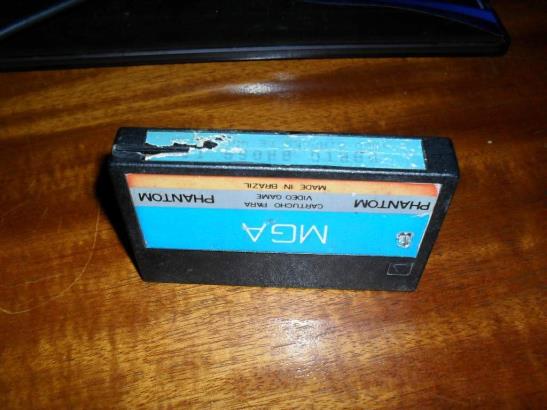 MGA
PHANTOM CARTUCHO PARA PHANTOM
VIDEO GAME
MADE IN BRAZIL